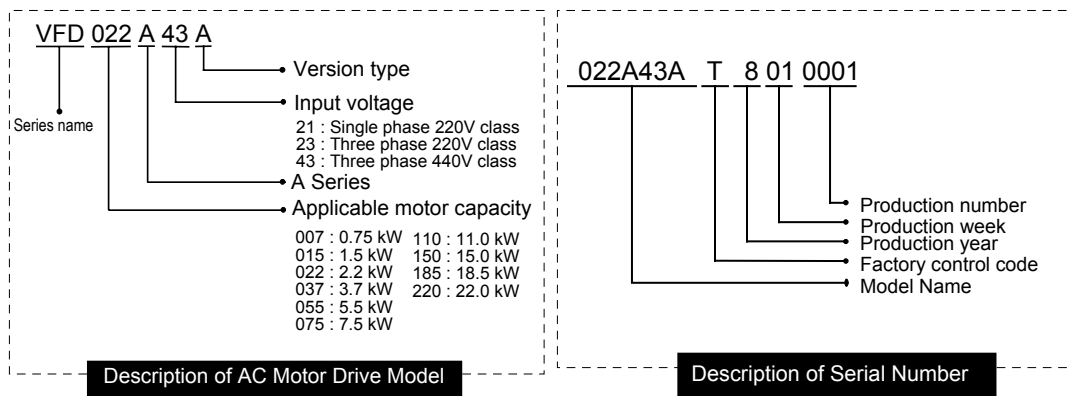 VFD 022 A 43 A
Version type
Input voltage
21 : Single phase 220V class
23 : Three phase 220V class
43 : Three phase 440V class
A Series
Applicable motor capacity
007 : 0.75 kW 110 : 11.0 kW
015 : 1.5 kW 150 : 15.0 kW
022 : 2.2 kW 185 : 18.5 kW
037 : 3.7 kW 220 : 22.0 kW
055 : 5.5 kW
075 : 7.5 kW
Series name
Description of AC Motor Drive Model
022A43A T 8 01 0001
Production number
Production week
Production year
Factory control code
Model Name
Description of Serial Number